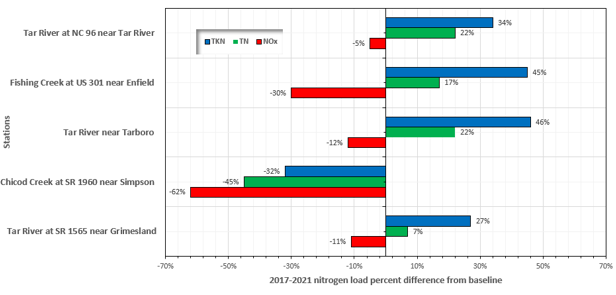 Tar River at NC 96 near Tar River
34%
22%
-5%
TKN TN NOx
Fishing Creek at US 301 near Enfield
45%
17%
-30%
Stations
Tar River near Tarboro
46%
22%
-12%
Chicod Creek at SR 1960 near Simpson
-32%
-45%
-62%
Tar River at SR 1565 near Grimesland
27%
7%
-11%
-70% -50% -30% -10% 10% 30% 50% 70%
2017-2021 nitrogen load percent difference from baseline